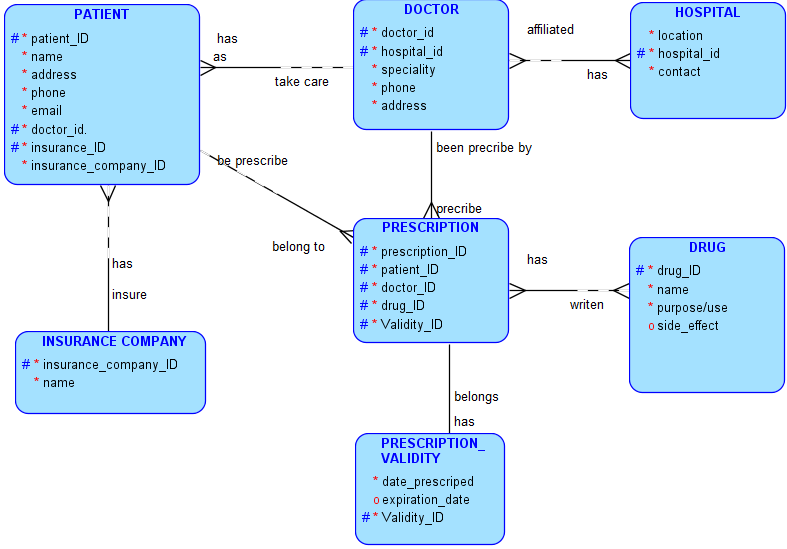 PATIENT
# * patient_ID
* name
* address
* phone
* email
# * doctor_id.
# * insurance_ID
* insurance_company_ID
has
as
take care
DOCTOR
# * doctor_id
# * hospital_id
* speciality
* phone
* address
affiliated
has
HOSPITAL
* location
# * hospital_id
* contact
been precribe by
precribe
be prescribe
belong to
PRESCRIPTION
# * prescription_ID
# * patient_ID
# * doctor_ID
# * drug_ID
# * Validity_ID
has
writen
DRUG
# * drug_ID
* name
* purpose/use
o side_effect
has
insure
INSURANCE COMPANY
# * insurance_company_ID
* name
belongs
has
PRESCRIPTION_
VALIDITY
* date_prescriped
o expiration_date
# * Validity_ID